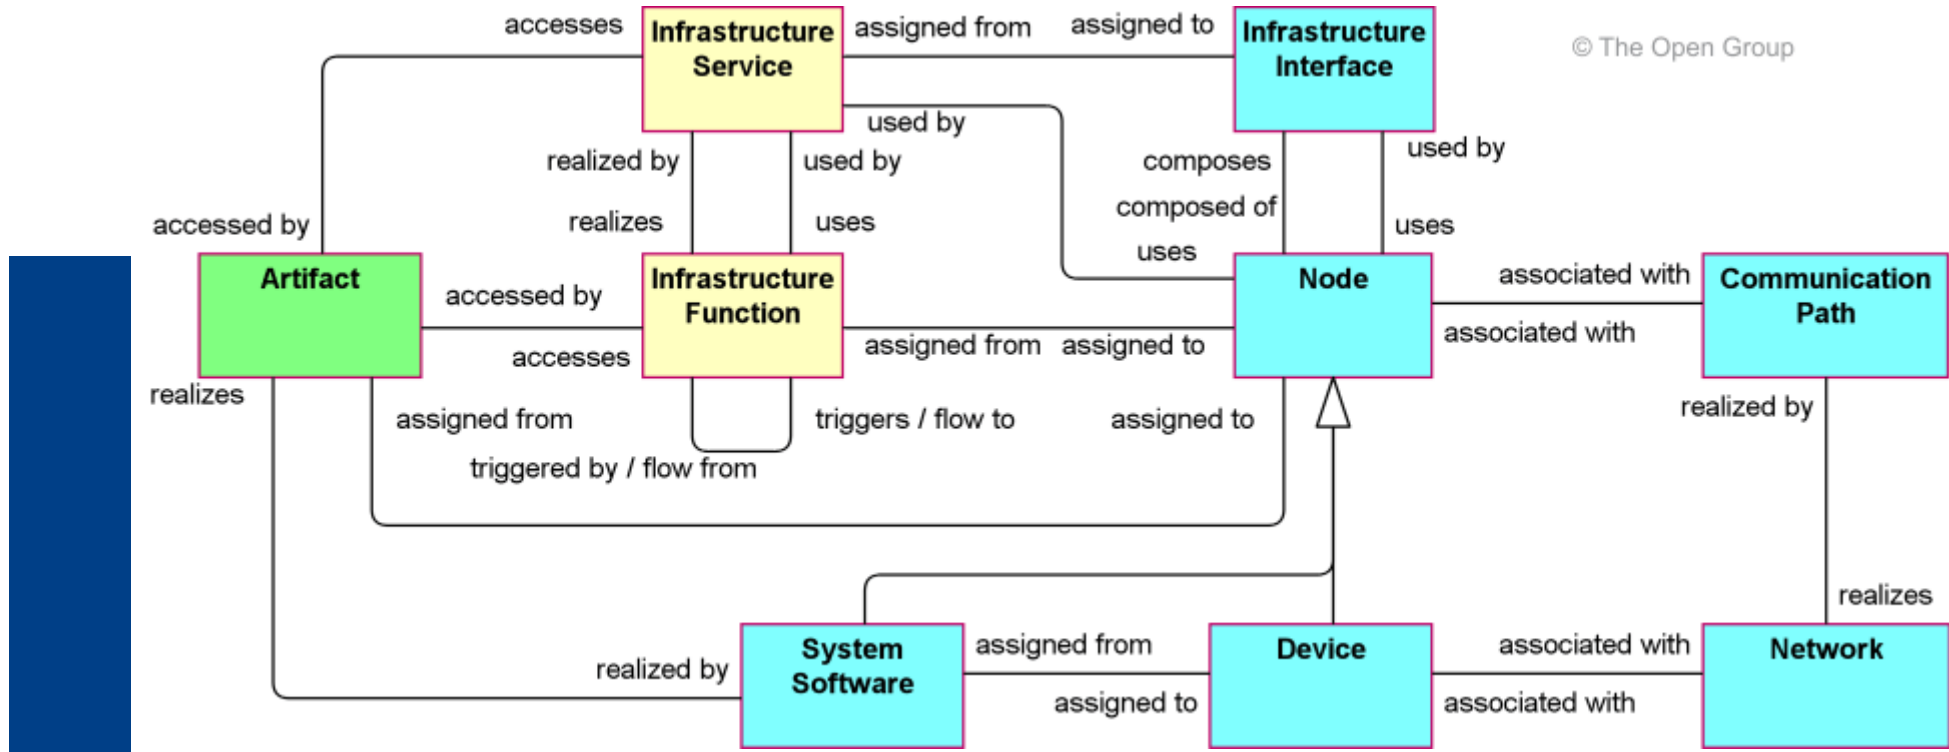 accesses
Infrastructure
Service
assigned from
assigned to
Infrastructure
Interface
© The Open Group
used by
realized by
used by
composes
used by
composed of
realizes
uses
accessed by
uses
uses
Artifact
accessed by
Infrastructure
Function
Node
associated with
Communication
Path
associated with
accesses
assigned from
assigned to
realizes
assigned from
triggers / flow to
assigned to
realized by
triggered by / flow from
realizes
System
Software
assigned from
Device
associated with
Network
realized by
assigned to
associated with